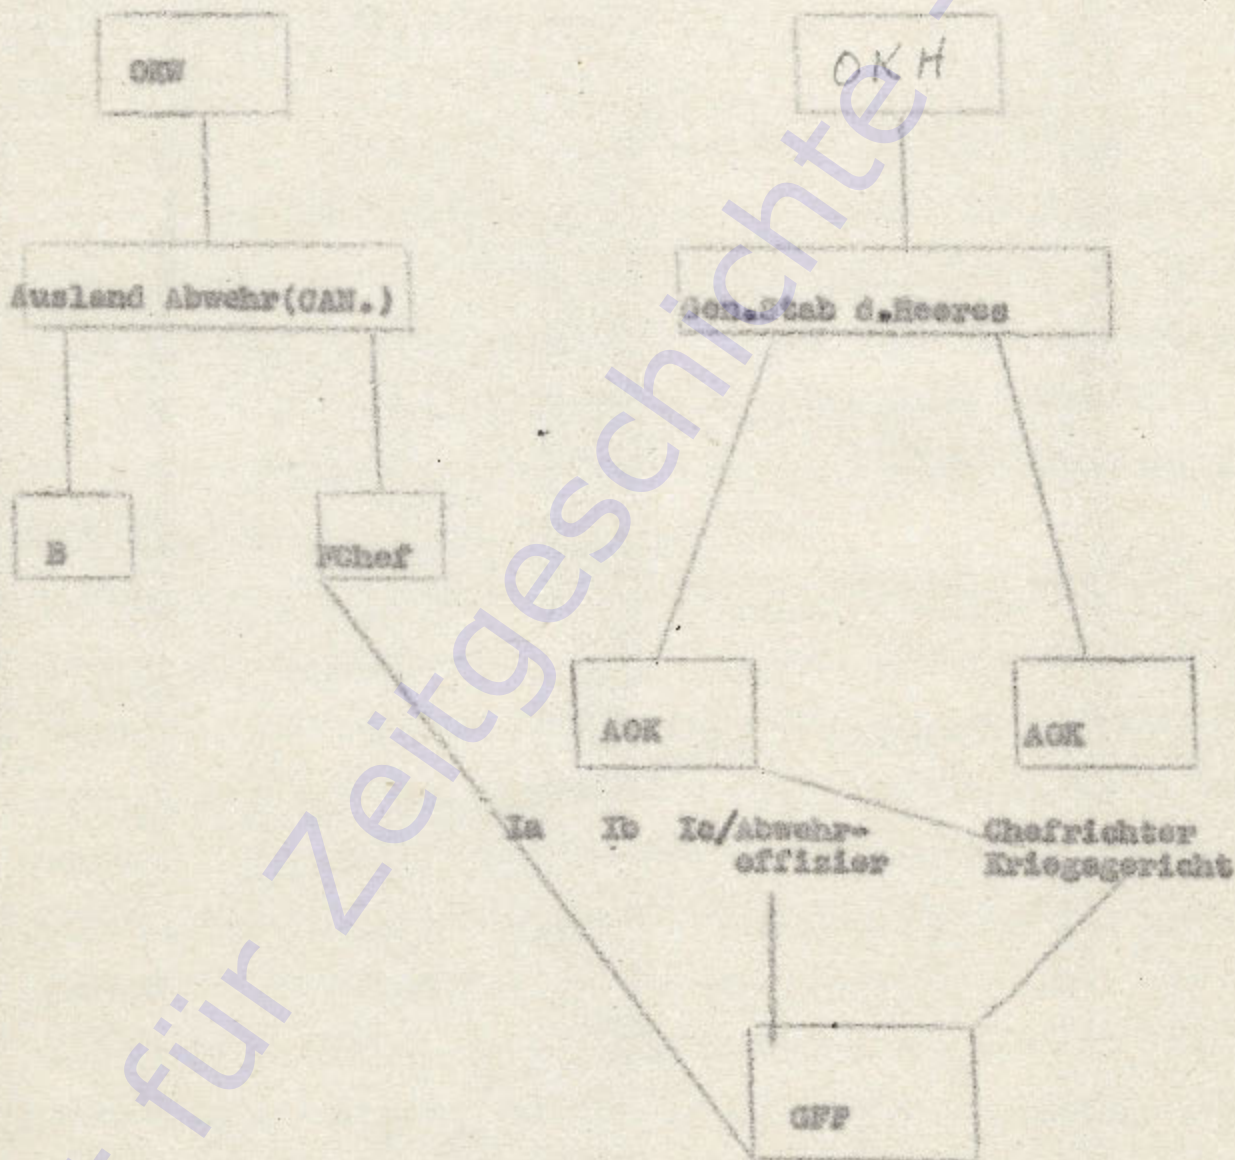 OKW
OKH
Ausland Abwehr(CAN.)
Gen.Stab d.Heeres
B
FChef
AOK
AOK
Ia Ib Ic/Abwehr-
offizier
Chefrichter
Kriegsgericht
GFP
für Zeitgeschichte